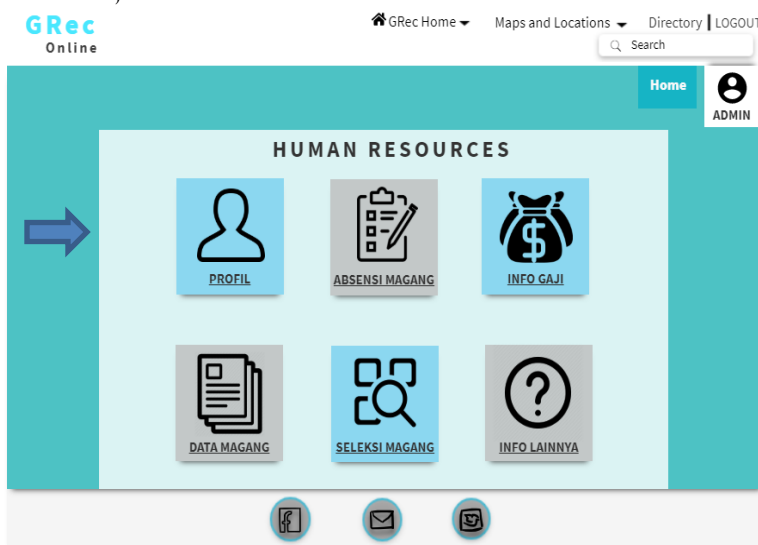 GRec
Online
GRec Home
Maps and Locations
Directory
LOGOUT
Search
Home
ADMIN
HUMAN RESOURCES
PROFIL
ABSENSI MAGANG
INFO GAJI
DATA MAGANG
SELEKSI MAGANG
INFO LAINNYA